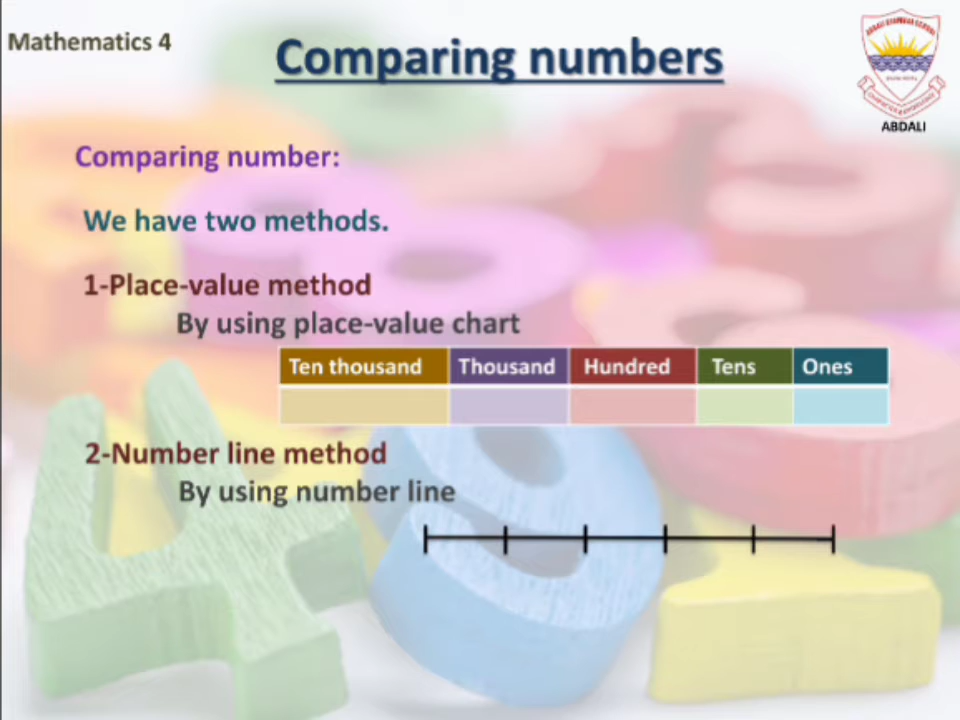 Mathematics 4
Comparing numbers
ABDALI
Comparing number:
We have two methods.
1-Place-value method
By using place-value chart
Ten thousand Thousand Hundred Tens Ones
2-Number line method
By using number line